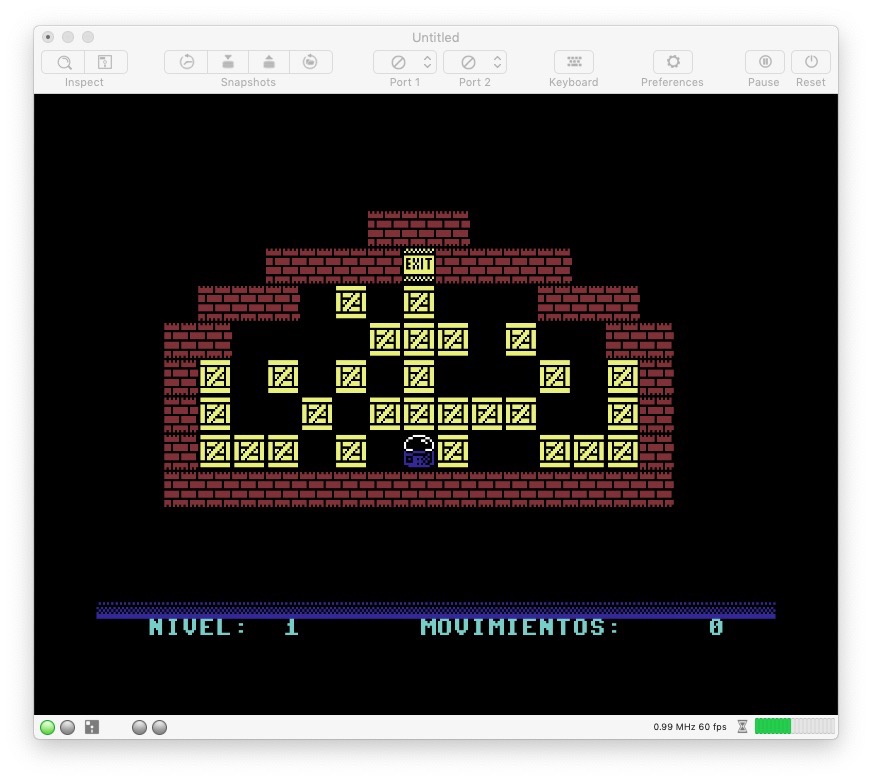 Untitled
Inspect Snapshots Port 1 Port 2 Keyboard Preferences Pause Reset
EXIT
NIVEL: 1 MOVIMIENTOS: 0
0.99 MHz 60 fps